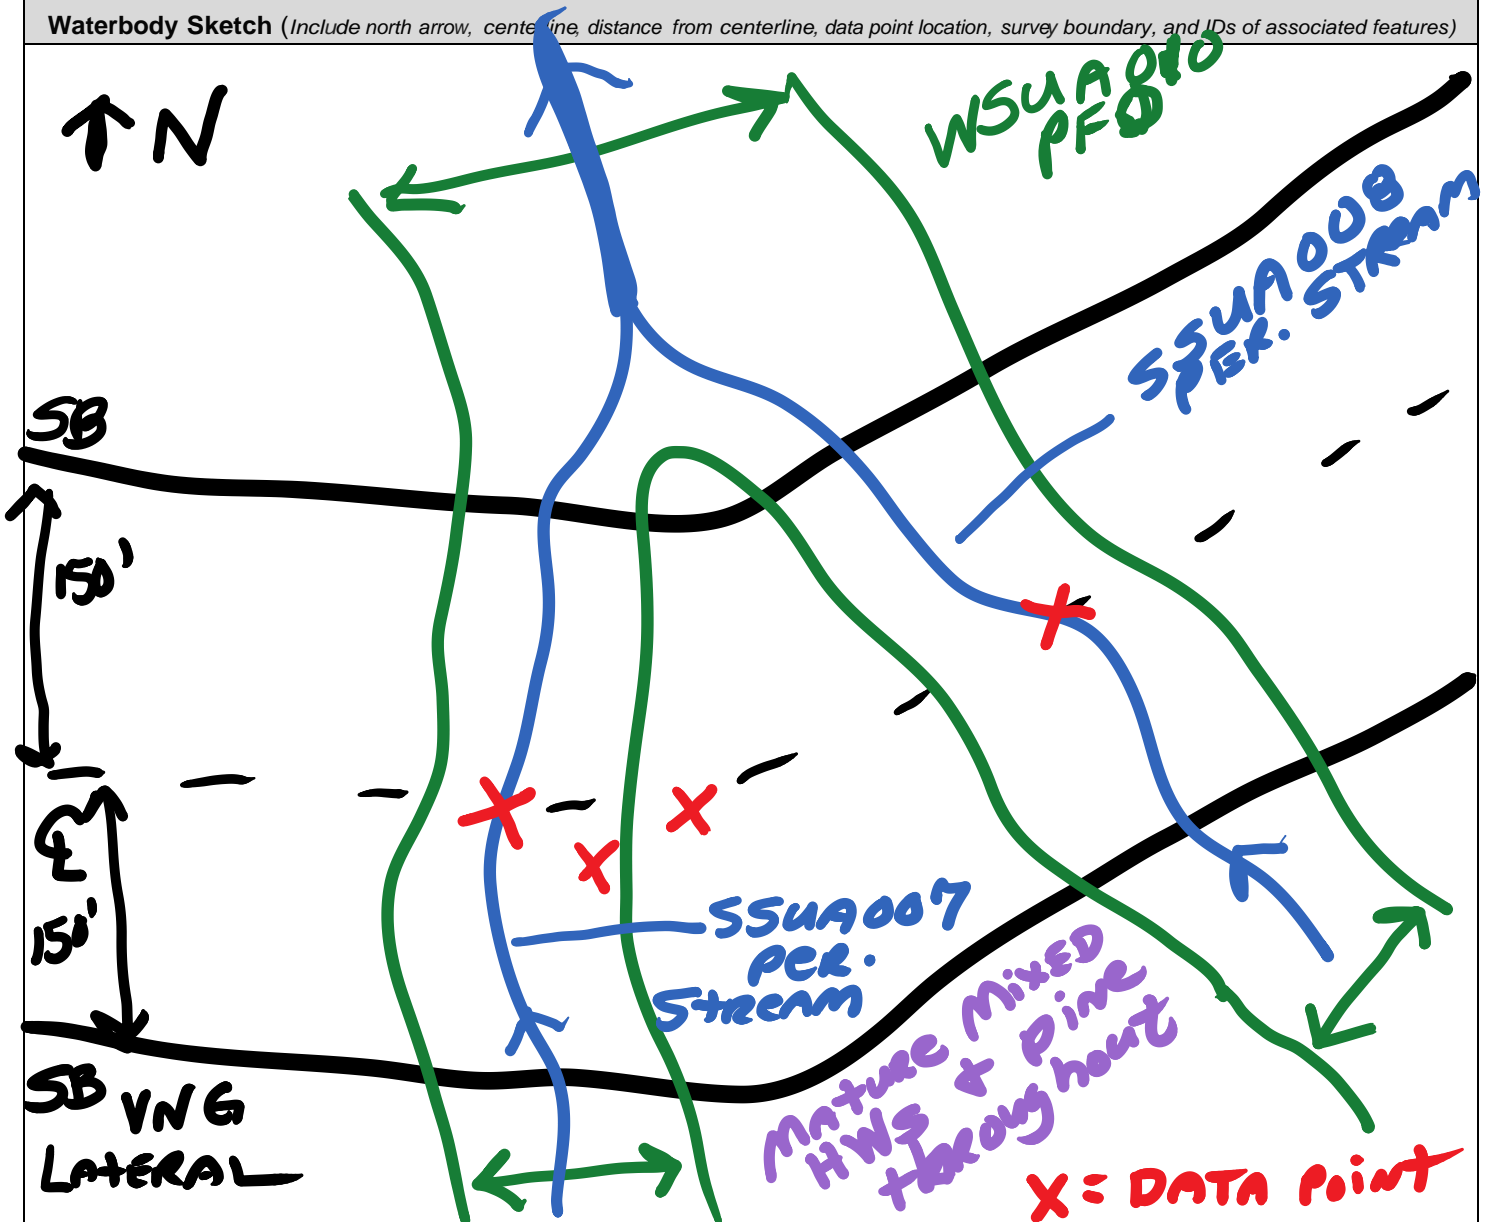 Waterbody Sketch (Include north arrow, centerline, distance from centerline, data point location, survey boundary, and IDs of associated features)
N
WSUA010
PFO
SSUA008
PER. STREAM
SB
150'
CL
150'
SSUA007
PER.
STREAM
SB
VNG
LATERAL
MATURE MIXED
HWS & PINE
THROUGHOUT
X = DATA POINT